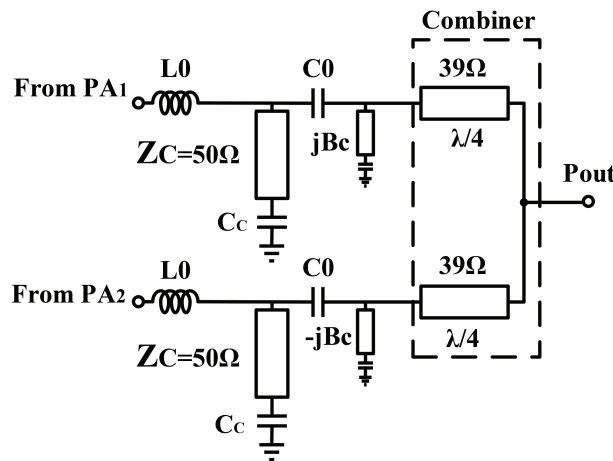 Combiner
L0
C0
39Ω
From PA1
jBc
λ/4
ZC=50Ω
Cc
Pout
L0
C0
39Ω
From PA2
-jBc
λ/4
ZC=50Ω
Cc